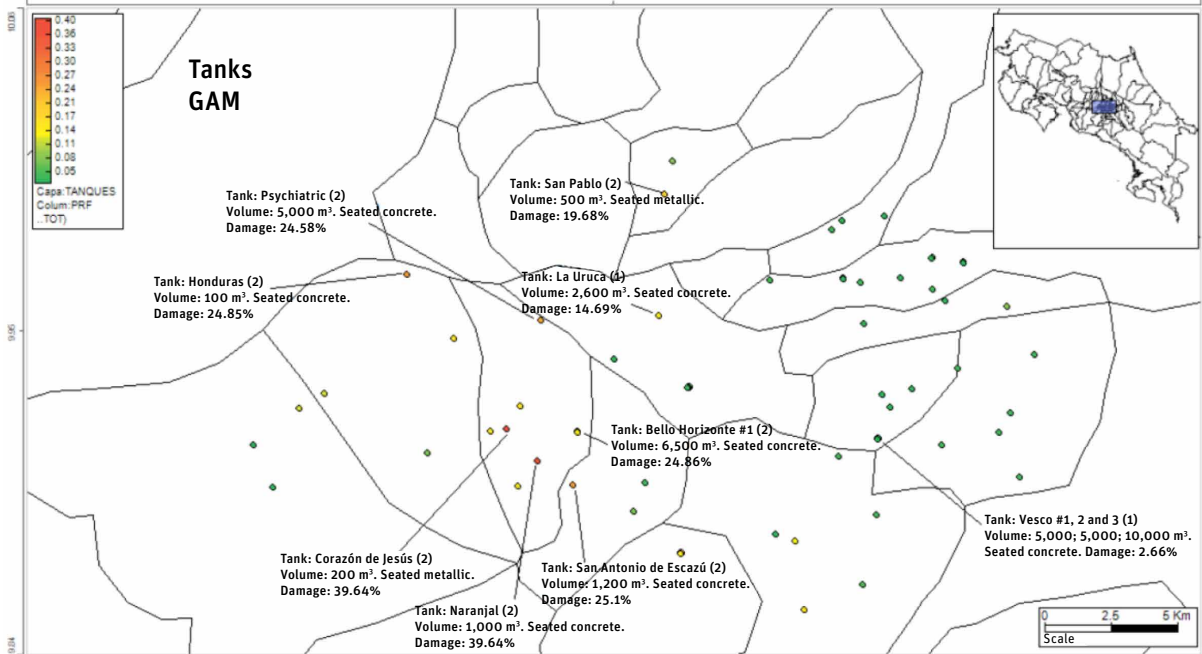 10.06
9.95
9.84
0.40
0.36
0.33
0.30
0.27
0.24
0.21
0.17
0.14
0.11
0.08
0.05
Capa:TANQUES
Colum:PRF
..TOT)
Tanks
GAM
Tank: Psychiatric (2)
Volume: 5,000 m³. Seated concrete.
Damage: 24.58%
Tank: San Pablo (2)
Volume: 500 m³. Seated metallic.
Damage: 19.68%
Tank: Honduras (2)
Volume: 100 m³. Seated concrete.
Damage: 24.85%
Tank: La Uruca (1)
Volume: 2,600 m³. Seated concrete.
Damage: 14.69%
Tank: Bello Horizonte #1 (2)
Volume: 6,500 m³. Seated concrete.
Damage: 24.86%
Tank: Vesco #1, 2 and 3 (1)
Volume: 5,000; 5,000; 10,000 m³.
Seated concrete. Damage: 2.66%
Tank: Corazón de Jesús (2)
Volume: 200 m³. Seated metallic.
Damage: 39.64%
Tank: San Antonio de Escazú (2)
Volume: 1,200 m³. Seated concrete.
Damage: 25.1%
Tank: Naranjal (2)
Volume: 1,000 m³. Seated concrete.
Damage: 39.64%
0 2.5 5 Km
Scale